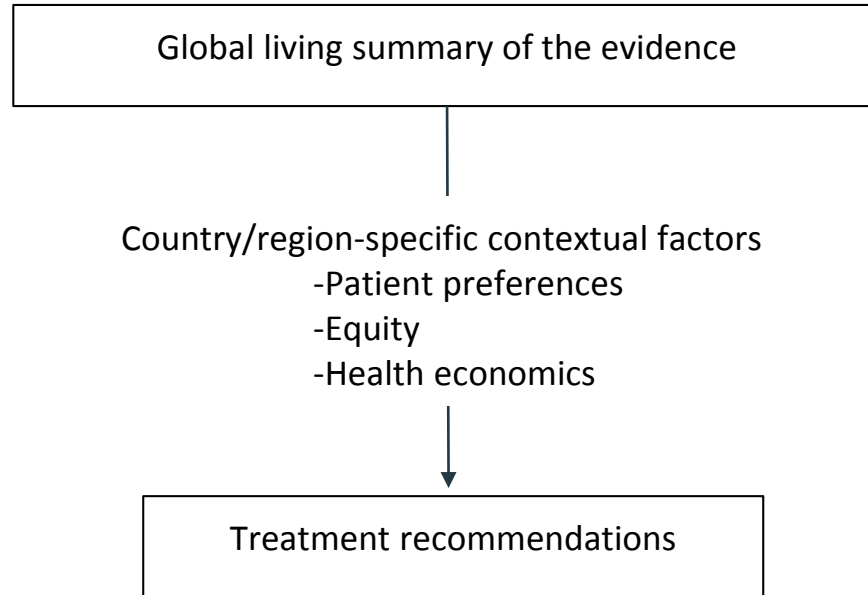 Global living summary of the evidence
Country/region-specific contextual factors
-Patient preferences
-Equity
-Health economics
Treatment recommendations